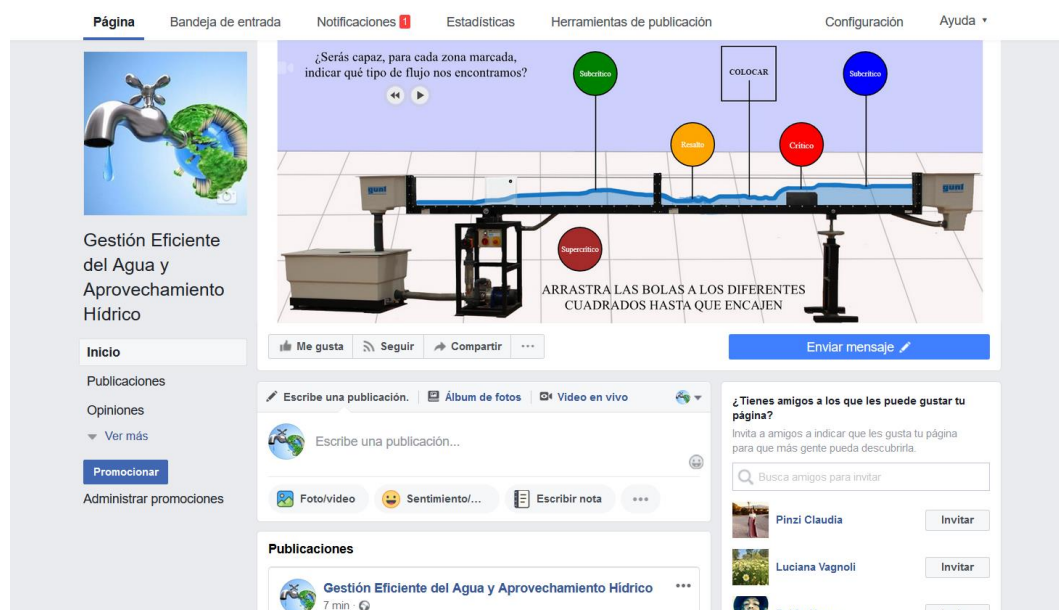 Página Bandeja de entrada Notificaciones 1 Estadísticas Herramientas de publicación Configuración Ayuda
¿Serás capaz, para cada zona marcada,
indicar qué tipo de flujo nos encontramos?
Subcrítico
COLOCAR
Subcrítico
Resalto
Crítico
gunt
gunt
Supercrítico
ARRASTRA LAS BOLAS A LOS DIFERENTES
CUADRADOS HASTA QUE ENCAJEN
Gestión Eficiente
del Agua y
Aprovechamiento
Hídrico
Inicio
Publicaciones
Opiniones
Ver más
Promocionar
Administrar promociones
Me gusta Seguir Compartir ...
Enviar mensaje
Escribe una publicación. Álbum de fotos Video en vivo
Escribe una publicación...
Foto/video Sentimiento/... Escribir nota ...
Publicaciones
Gestión Eficiente del Agua y Aprovechamiento Hídrico ...
7 min ·
¿Tienes amigos a los que les puede gustar tu
página?
Invita a amigos a indicar que les gusta tu página
para que más gente pueda descubrirla.
Busca amigos para invitar
Pinzi Claudia Invitar
Luciana Vagnoli Invitar